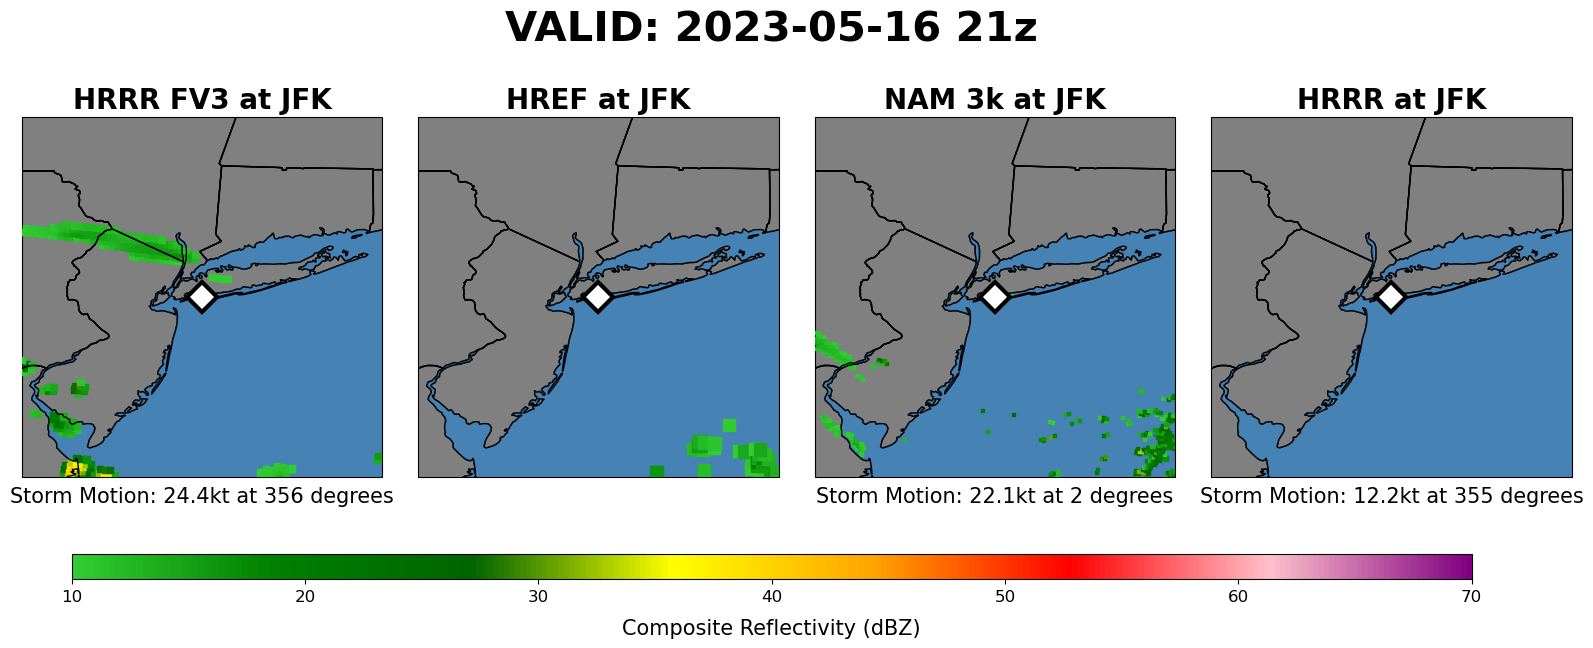 VALID: 2023-05-16 21z
HRRR FV3 at JFK
HREF at JFK
NAM 3k at JFK
HRRR at JFK
Storm Motion: 24.4kt at 356 degrees
Storm Motion: 22.1kt at 2 degrees
Storm Motion: 12.2kt at 355 degrees
10 20 30 40 50 60 70
Composite Reflectivity (dBZ)